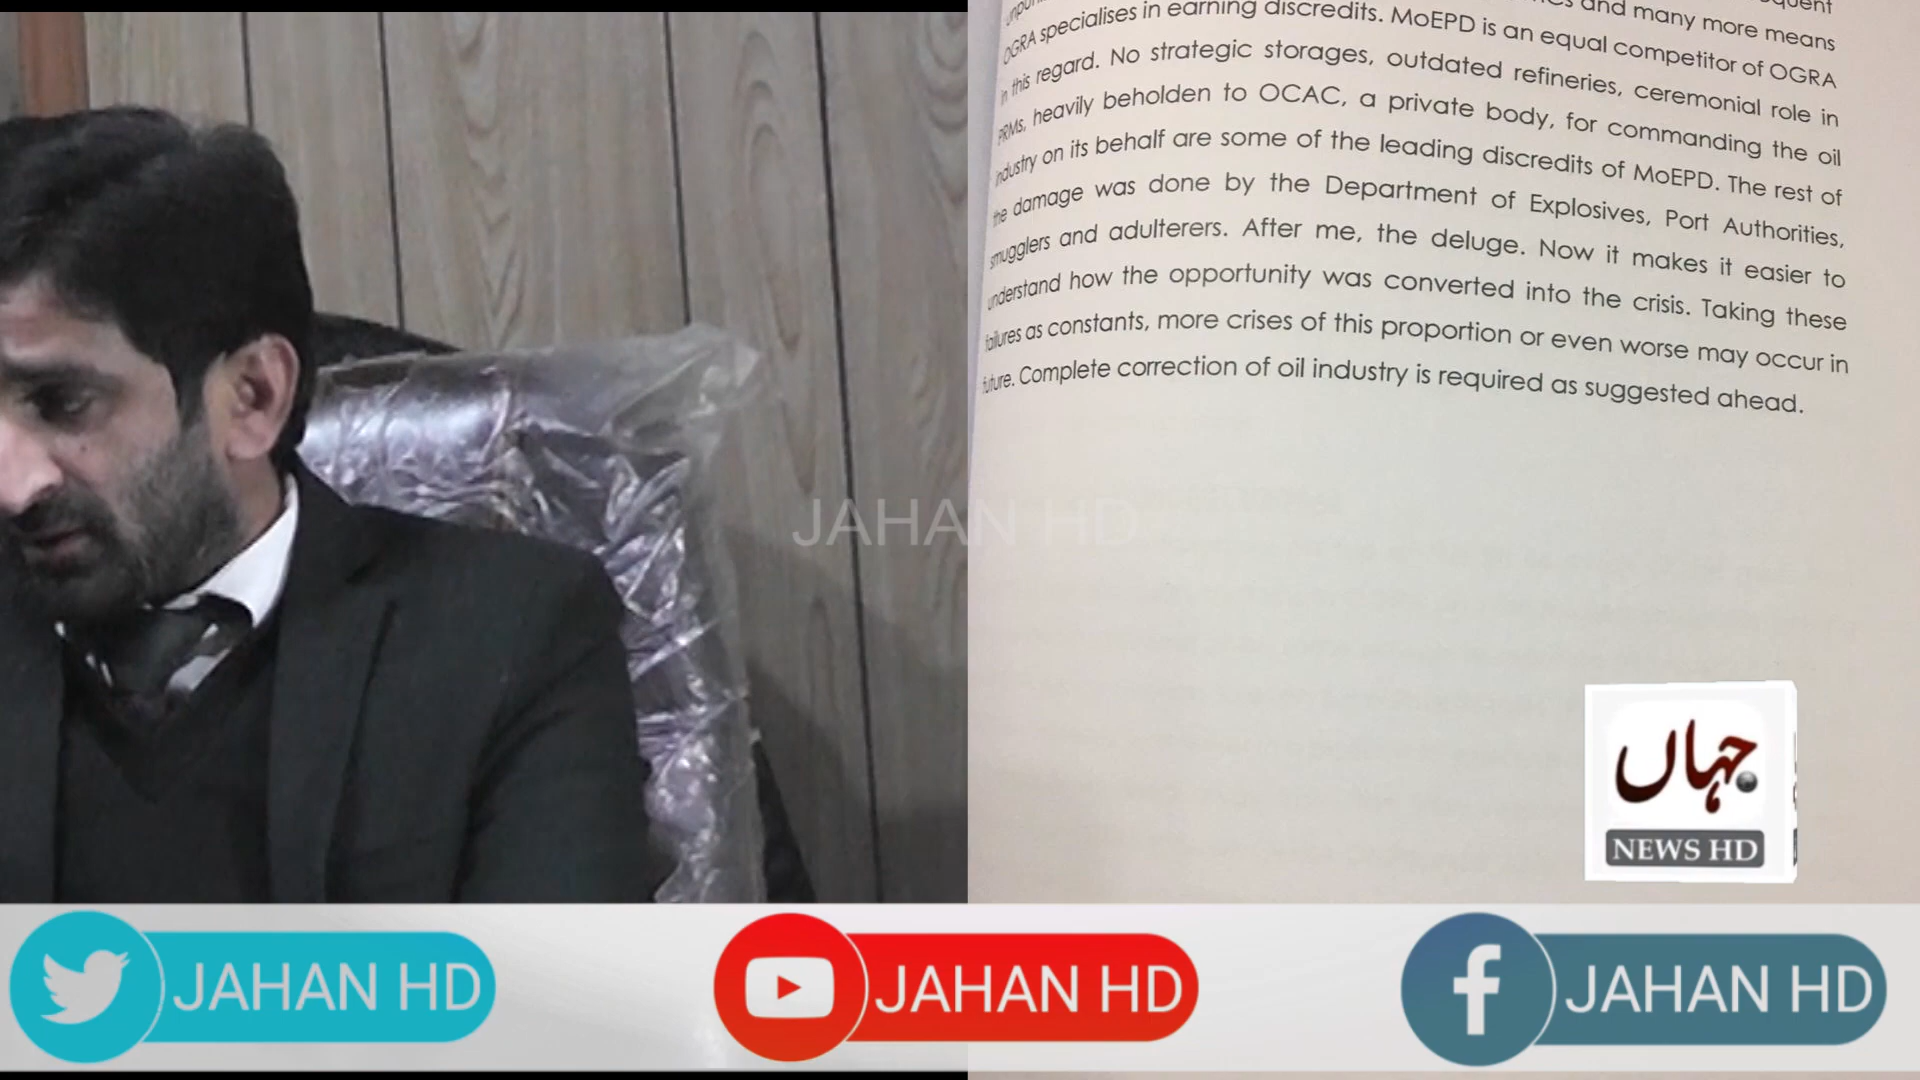 and many more means
OGRA specialises in earning discredits. MoEPD is an equal competitor of OGRA
in this regard. No strategic storages, outdated refineries, ceremonial role in
PRMs, heavily beholden to OCAC, a private body, for commanding the oil
industry on its behalf are some of the leading discredits of MoEPD. The rest of
the damage was done by the Department of Explosives, Port Authorities,
smugglers and adulterers. After me, the deluge. Now it makes it easier to
understand how the opportunity was converted into the crisis. Taking these
failures as constants, more crises of this proportion or even worse may occur in
future. Complete correction of oil industry is required as suggested ahead.
JAHAN HD
جہاں
NEWS HD
JAHAN HD
JAHAN HD
JAHAN HD